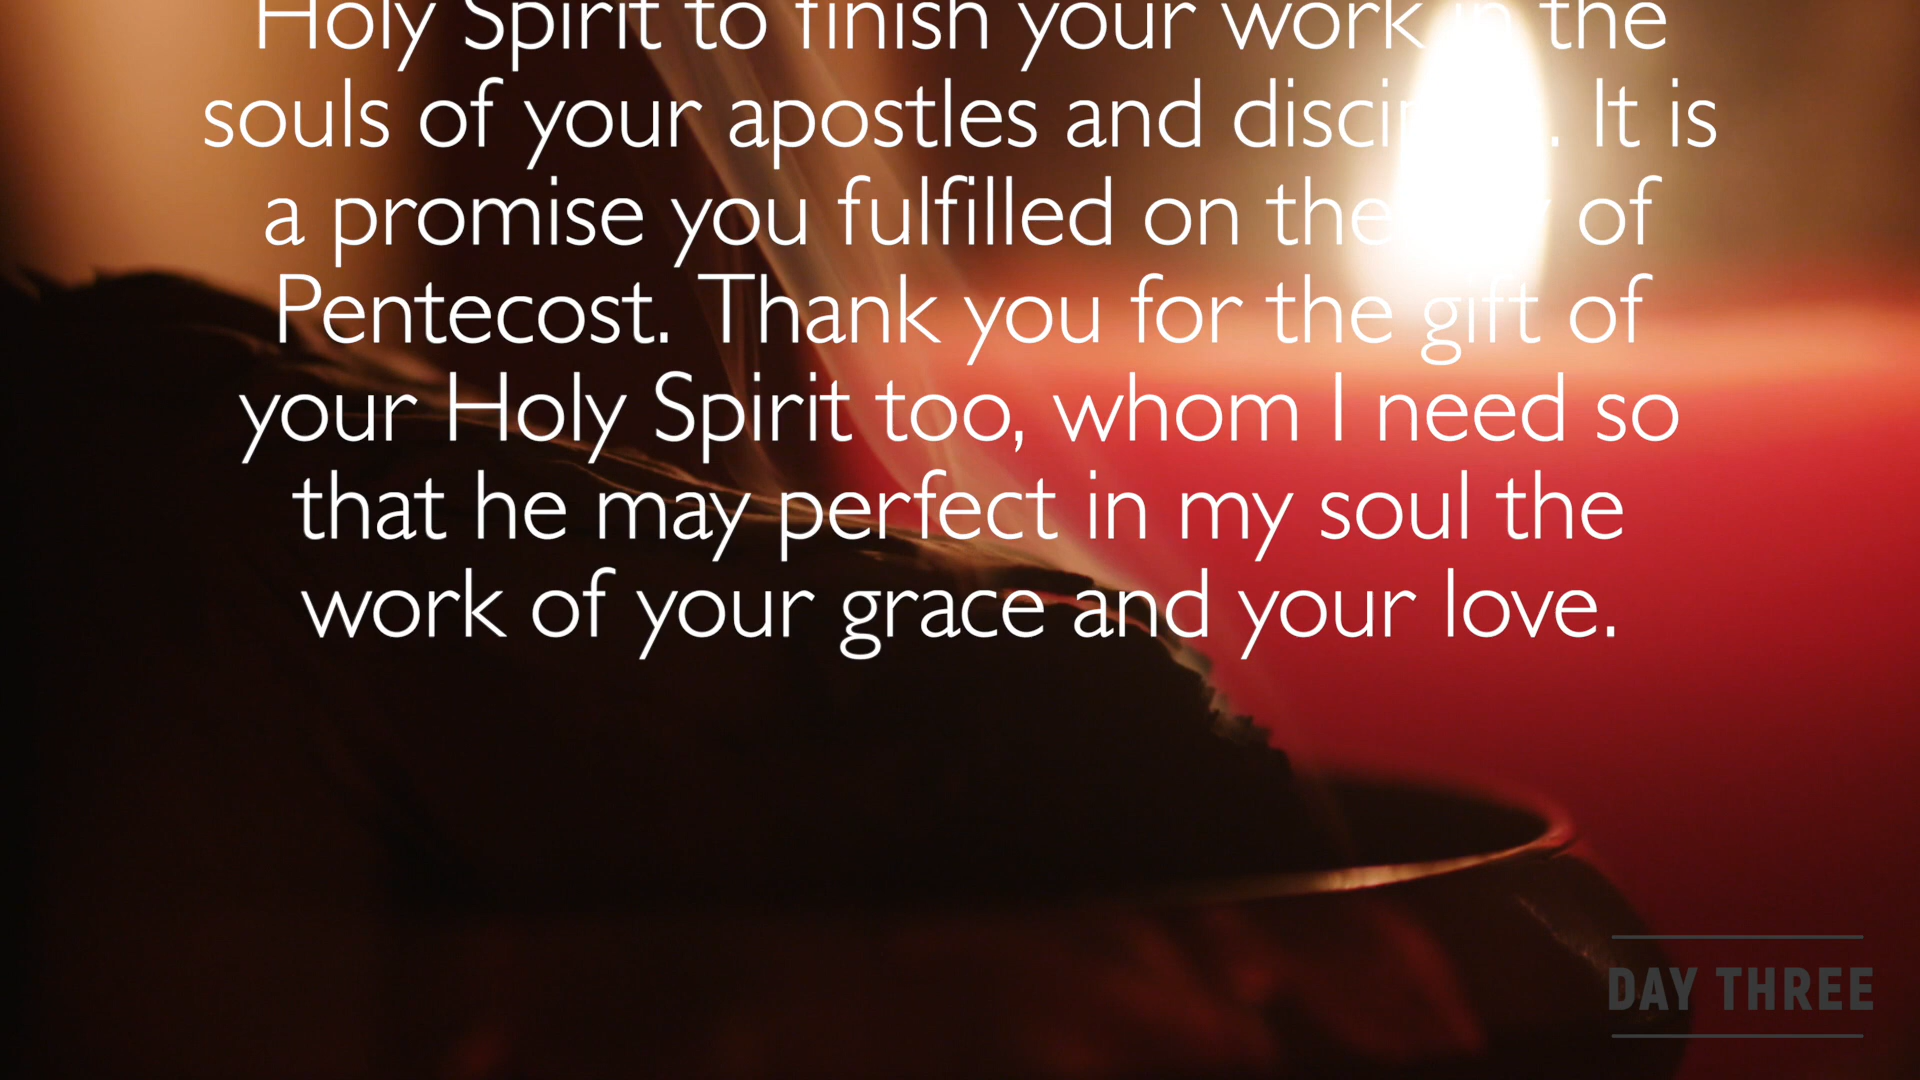 Holy Spirit to finish your work in the
souls of your apostles and . It is
a promise you fulfilled on the of
Pentecost. Thank you for the gift of
your Holy Spirit too, whom I need so
that he may perfect in my soul the
work of your grace and your love.
DAY THREE